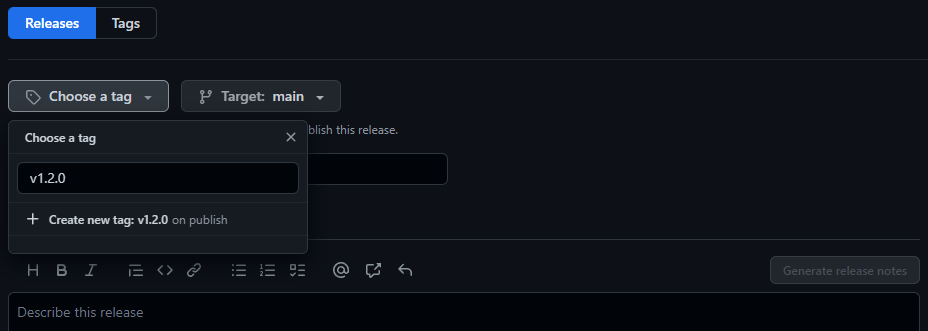 Releases Tags
Choose a tag Target: main
blish this release.
Choose a tag
v1.2.0
Create new tag: v1.2.0 on publish
H B I
Generate release notes
Describe this release